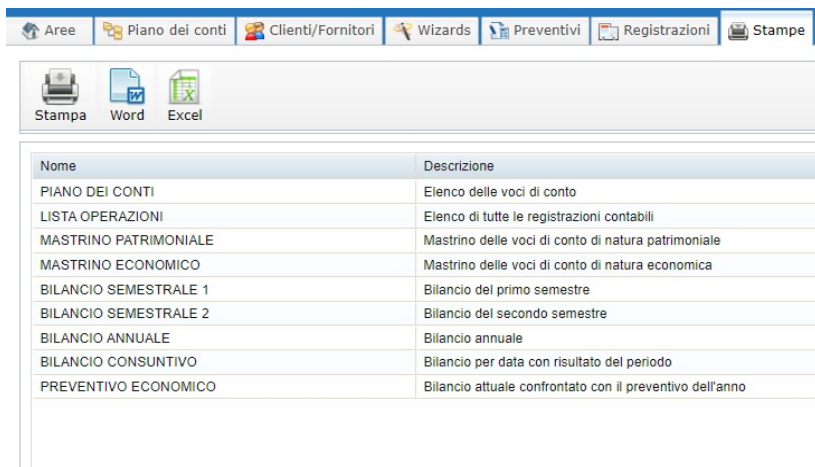 Aree Piano dei conti Clienti/Fornitori Wizards Preventivi Registrazioni Stampe
Stampa Word Excel
Nome Descrizione
PIANO DEI CONTI Elenco delle voci di conto
LISTA OPERAZIONI Elenco di tutte le registrazioni contabili
MASTRINO PATRIMONIALE Mastrino delle voci di conto di natura patrimoniale
MASTRINO ECONOMICO Mastrino delle voci di conto di natura economica
BILANCIO SEMESTRALE 1 Bilancio del primo semestre
BILANCIO SEMESTRALE 2 Bilancio del secondo semestre
BILANCIO ANNUALE Bilancio annuale
BILANCIO CONSUNTIVO Bilancio per data con risultato del periodo
PREVENTIVO ECONOMICO Bilancio attuale confrontato con il preventivo dell'anno